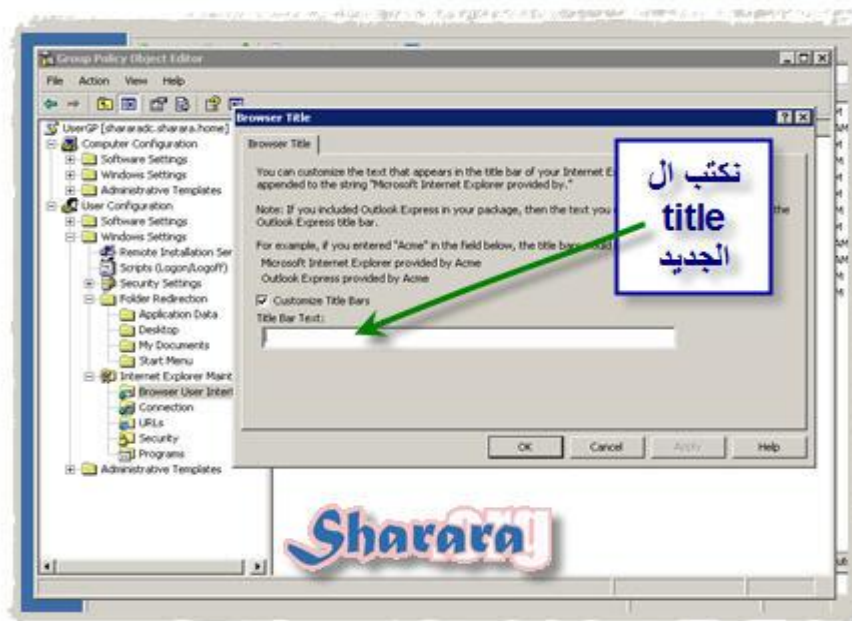 Group Policy Object Editor
File Action View Help
UserGP [shararadc.sharara.home]
Computer Configuration
Software Settings
Windows Settings
Administrative Templates
User Configuration
Software Settings
Windows Settings
Remote Installation Ser
Scripts (Logon/Logoff)
Security Settings
Folder Redirection
Application Data
Desktop
My Documents
Start Menu
Internet Explorer Maint
Browser User Interf
Connection
URLs
Security
Programs
Administrative Templates
Browser Title
Browser Title
You can customize the text that appears in the title bar of your Internet E
appended to the string "Microsoft Internet Explorer provided by."
Note: If you included Outlook Express in your package, then the text you the
Outlook Express title bar.
For example, if you entered "Acme" in the field below, the title bars
Microsoft Internet Explorer provided by Acme
Outlook Express provided by Acme
Customize Title Bars
Title Bar Text:
OK Cancel Apply Help
نكتب ال
title
الجديد
Sharara
.org